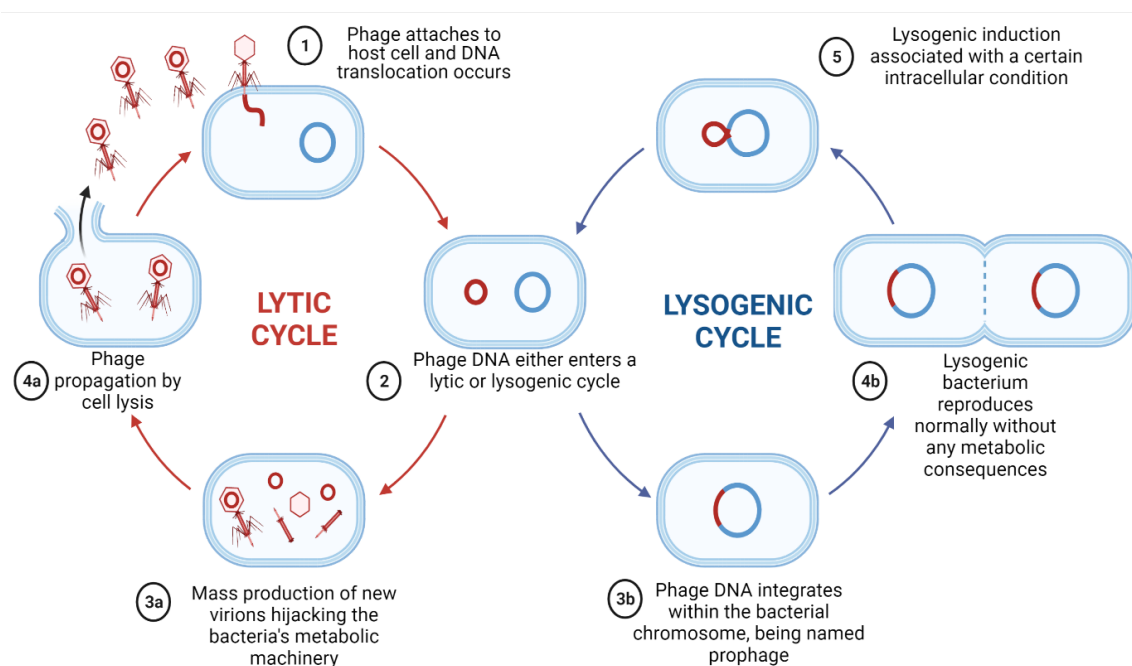 1
Phage attaches to
host cell and DNA
translocation occurs
5
Lysogenic induction
associated with a certain
intracellular condition
LYTIC
CYCLE
LYSOGENIC
CYCLE
2
Phage DNA either enters a
lytic or lysogenic cycle
4a
Phage
propagation by
cell lysis
4b
Lysogenic
bacterium
reproduces
normally without
any metabolic
consequences
3a
Mass production of new
virions hijacking the
bacteria's metabolic
machinery
3b
Phage DNA integrates
within the bacterial
chromosome, being named
prophage